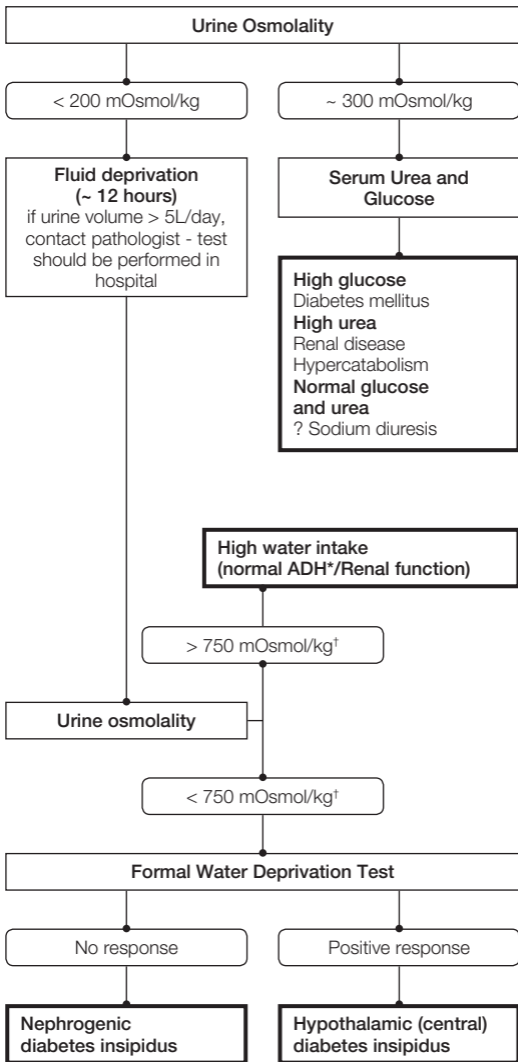 Urine Osmolality
< 200 mOsmol/kg
~ 300 mOsmol/kg
Fluid deprivation
(~ 12 hours)
if urine volume > 5L/day,
contact pathologist - test
should be performed in
hospital
Serum Urea and
Glucose
High glucose
Diabetes mellitus
High urea
Renal disease
Hypercatabolism
Normal glucose
and urea
? Sodium diuresis
High water intake
(normal ADH*/Renal function)
> 750 mOsmol/kg†
Urine osmolality
< 750 mOsmol/kg†
Formal Water Deprivation Test
No response
Positive response
Nephrogenic
diabetes insipidus
Hypothalamic (central)
diabetes insipidus